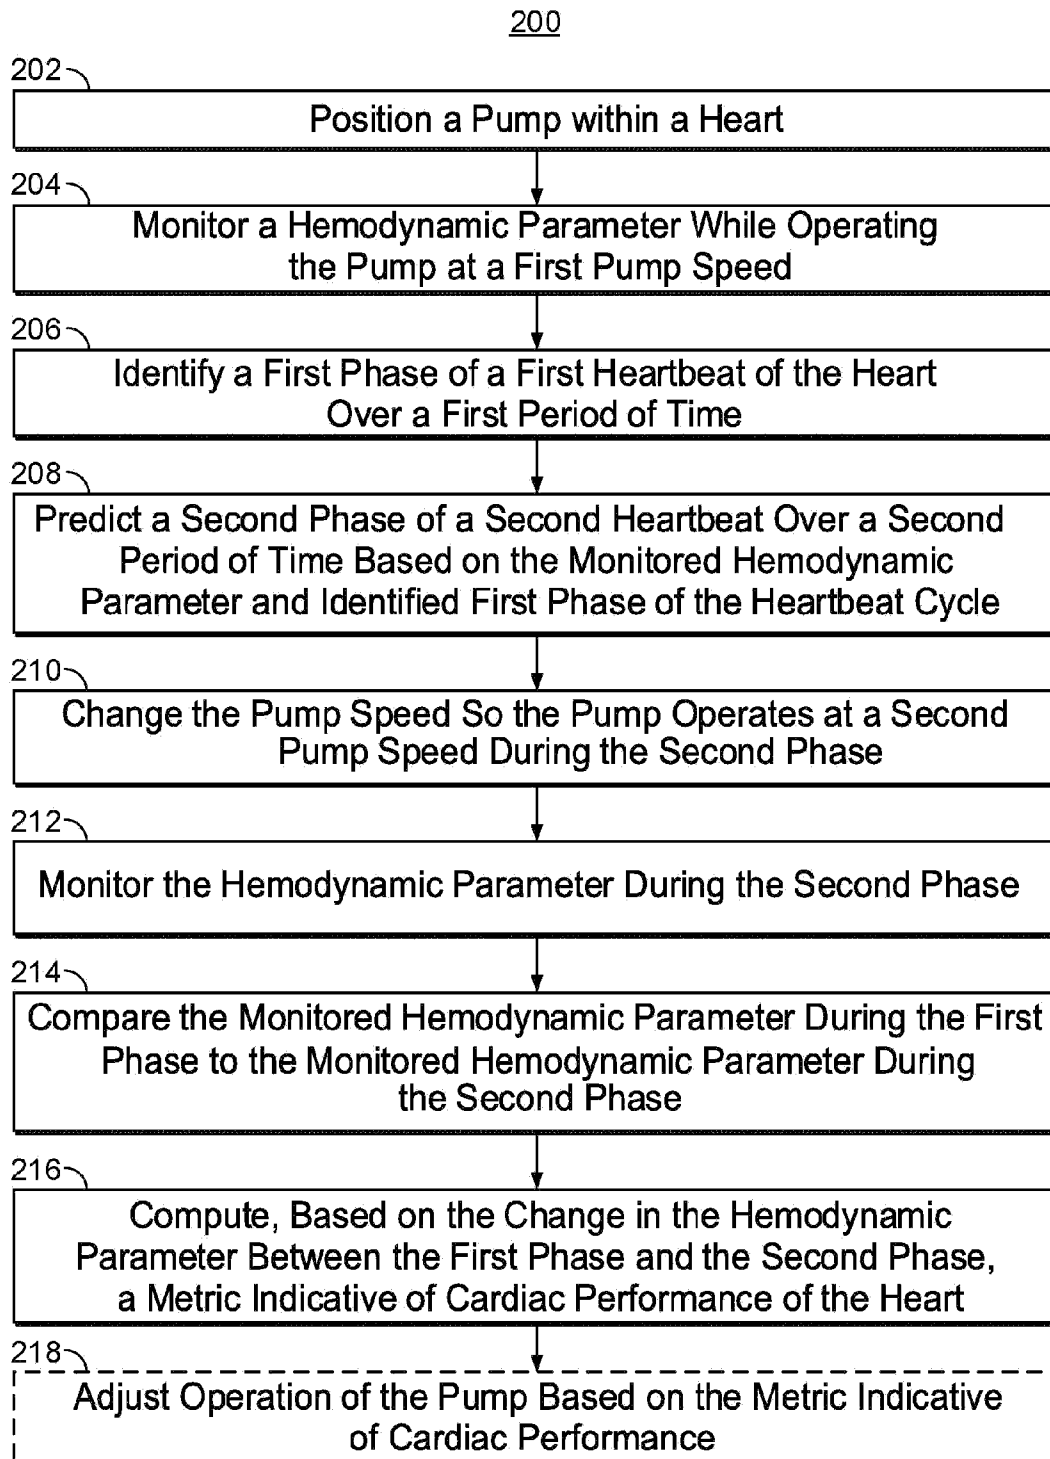 200
202
Position a Pump within a Heart
204
Monitor a Hemodynamic Parameter While Operating
the Pump at a First Pump Speed
206
Identify a First Phase of a First Heartbeat of the Heart
Over a First Period of Time
208
Predict a Second Phase of a Second Heartbeat Over a Second
Period of Time Based on the Monitored Hemodynamic
Parameter and Identified First Phase of the Heartbeat Cycle
210
Change the Pump Speed So the Pump Operates at a Second
Pump Speed During the Second Phase
212
Monitor the Hemodynamic Parameter During the Second Phase
214
Compare the Monitored Hemodynamic Parameter During the First
Phase to the Monitored Hemodynamic Parameter During
the Second Phase
216
Compute, Based on the Change in the Hemodynamic
Parameter Between the First Phase and the Second Phase,
a Metric Indicative of Cardiac Performance of the Heart
218
Adjust Operation of the Pump Based on the Metric Indicative
of Cardiac Performance